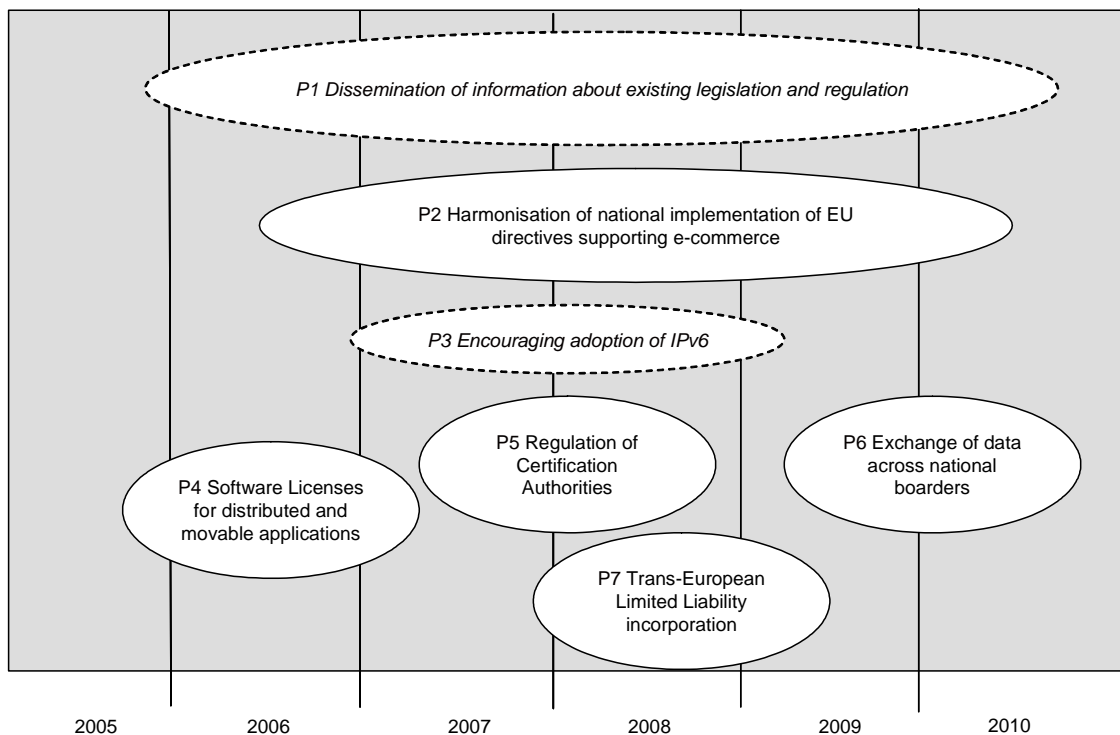 P1 Dissemination of information about existing legislation and regulation
P2 Harmonisation of national implementation of EU
directives supporting e-commerce
P3 Encouraging adoption of IPv6
P5 Regulation of
Certification
Authorities
P6 Exchange of data
across national
boarders
P4 Software Licenses
for distributed and
movable applications
P7 Trans-European
Limited Liability
incorporation
2005
2006
2007
2008
2009
2010